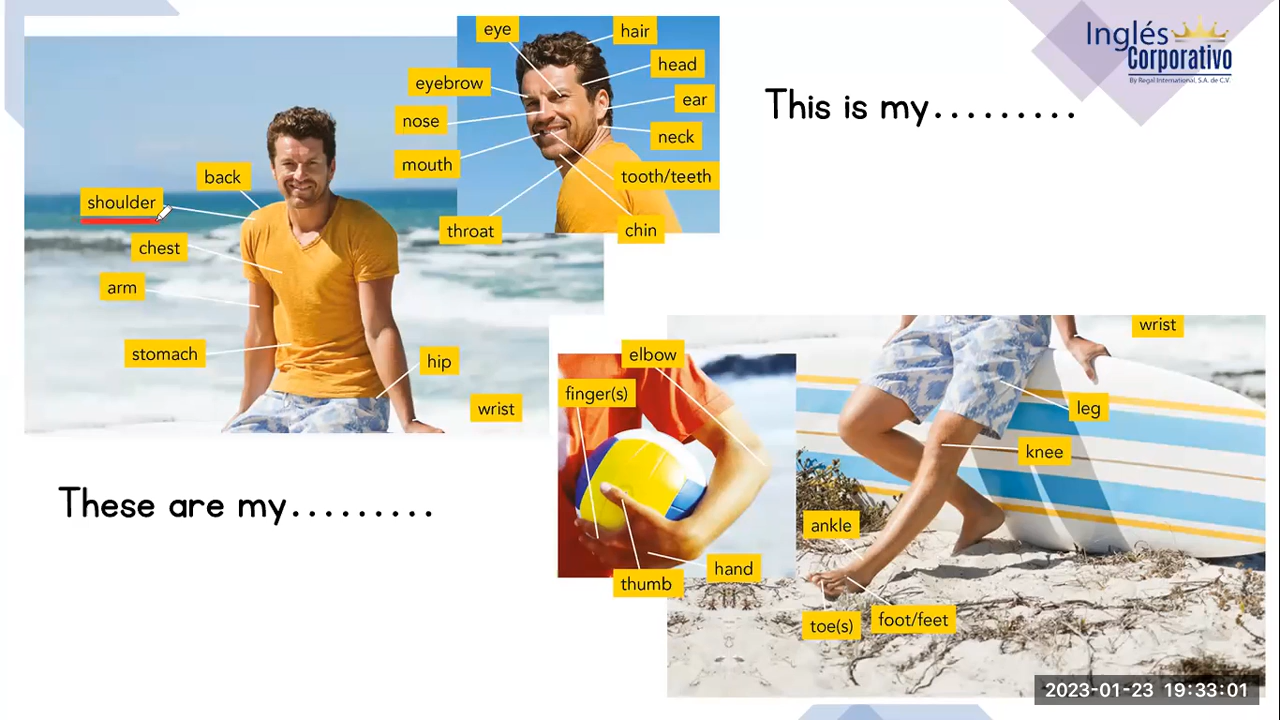 eye
hair
head
eyebrow
ear
nose
neck
mouth
tooth/teeth
throat
chin
Inglés
Corporativo
By Regal International, S.A. de C.V.
This is my.........
back
shoulder
chest
arm
stomach
hip
wrist
These are my.........
elbow
finger(s)
thumb
hand
wrist
leg
knee
ankle
toe(s)
foot/feet
2023-01-23 19:33:01